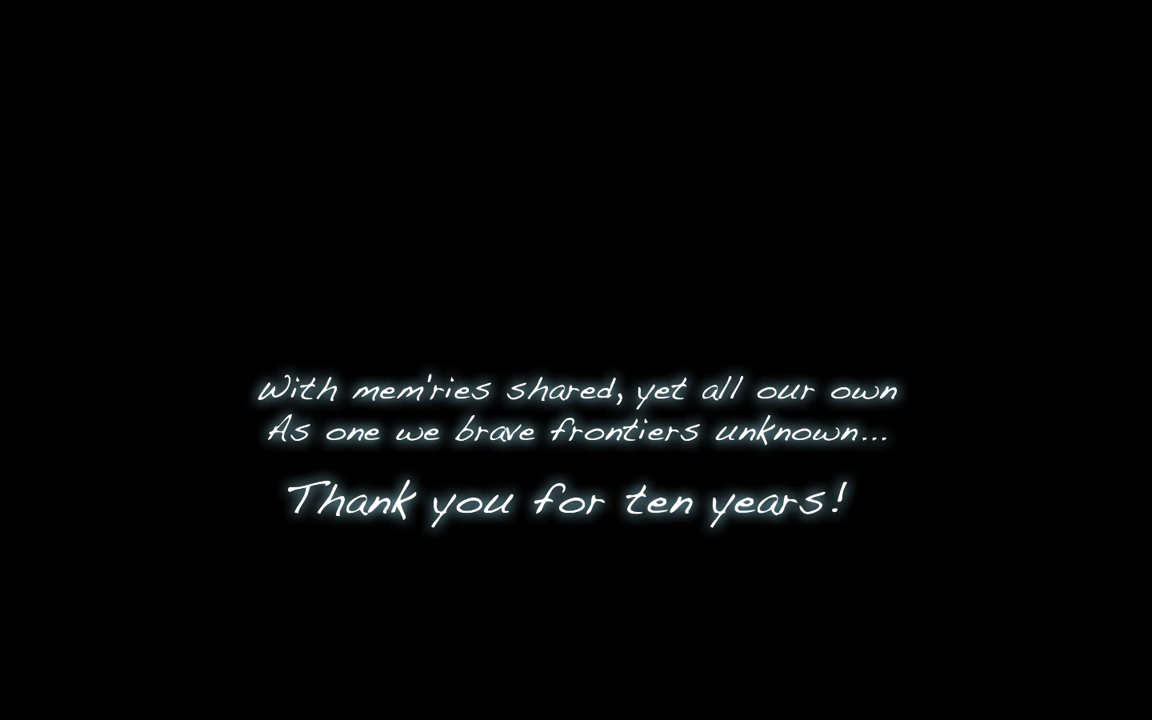 With mem'ries shared, yet all our own
As one we brave frontiers unknown...
Thank you for ten years!